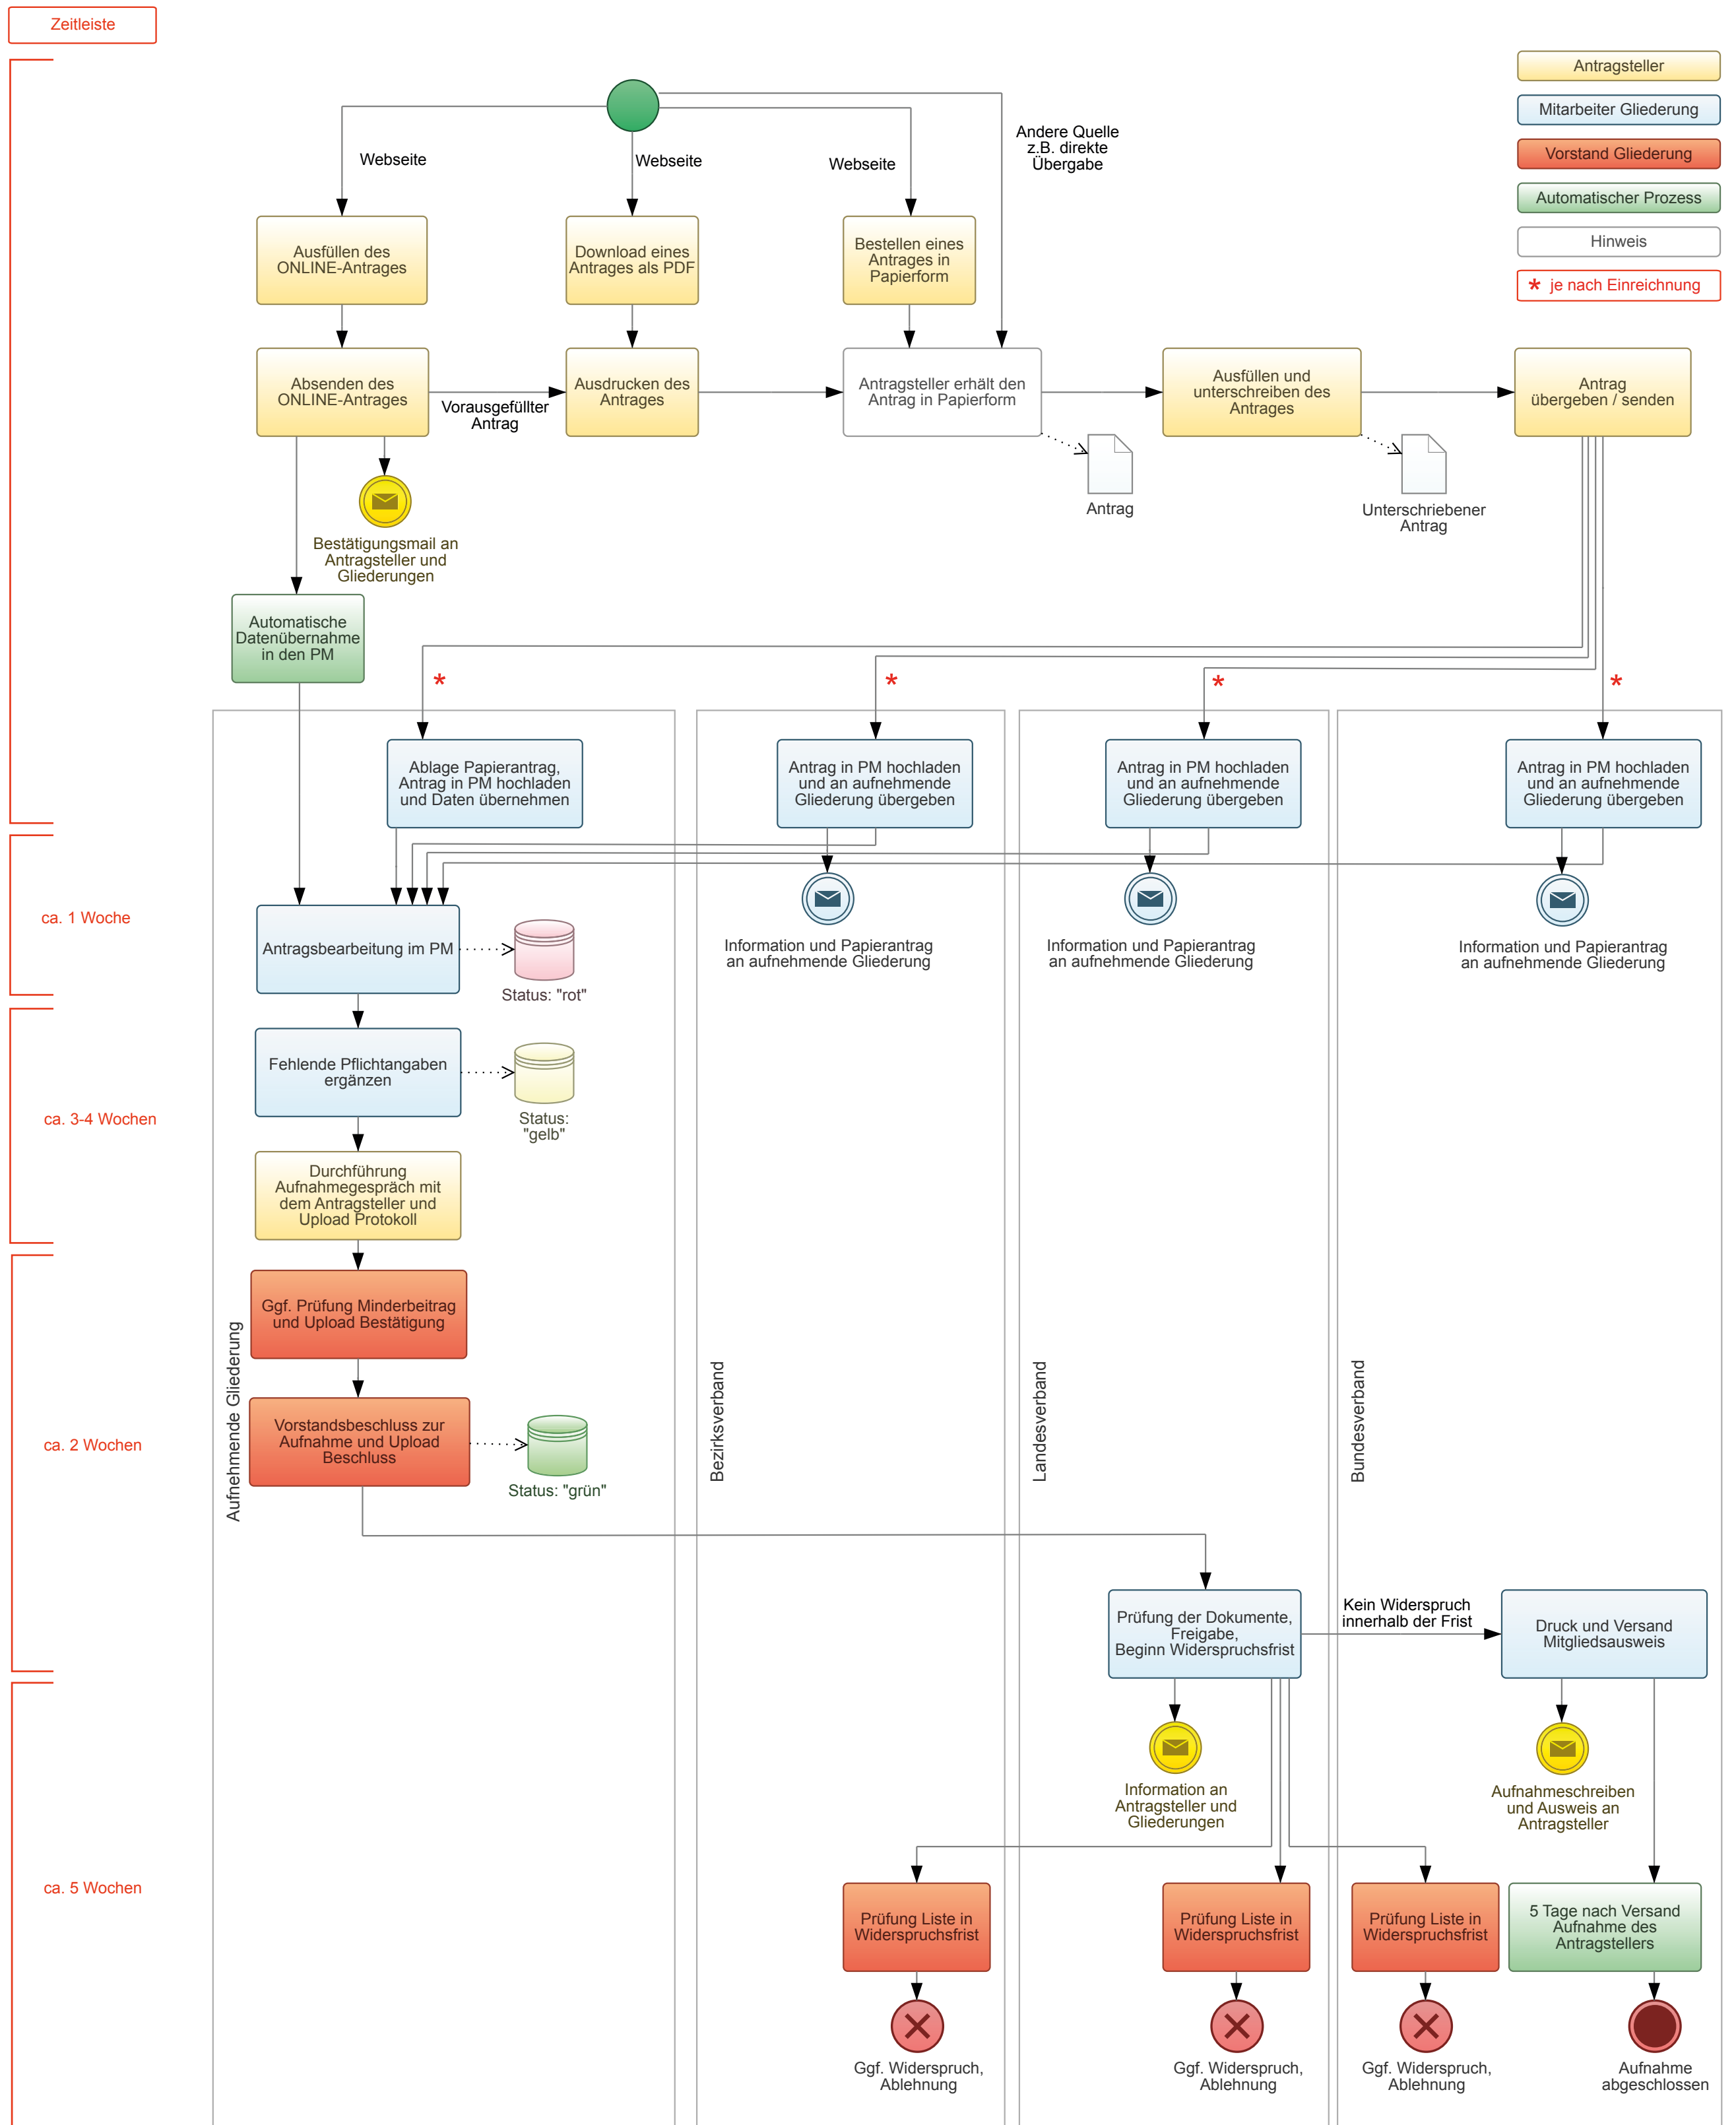 Zeitleiste
Antragsteller
Mitarbeiter Gliederung
Vorstand Gliederung
Automatischer Prozess
Hinweis
* je nach Einreichnung
Webseite
Webseite
Webseite
Andere Quelle
z.B. direkte
Übergabe
Ausfüllen des
ONLINE-Antrages
Download eines
Antrages als PDF
Bestellen eines
Antrages in
Papierform
Absenden des
ONLINE-Antrages
Vorausgefüllter
Antrag
Ausdrucken des
Antrages
Antragsteller erhält den
Antrag in Papierform
Ausfüllen und
unterschreiben des
Antrages
Antrag
übergeben / senden
Antrag
Unterschriebener
Antrag
Bestätigungsmail an
Antragsteller und
Gliederungen
Automatische
Datenübernahme
in den PM
*
*
*
*
Ablage Papierantrag,
Antrag in PM hochladen
und Daten übernehmen
Antrag in PM hochladen
und an aufnehmende
Gliederung übergeben
Antrag in PM hochladen
und an aufnehmende
Gliederung übergeben
Antrag in PM hochladen
und an aufnehmende
Gliederung übergeben
ca. 1 Woche
Antragsbearbeitung im PM
Status: "rot"
Information und Papierantrag
an aufnehmende Gliederung
Information und Papierantrag
an aufnehmende Gliederung
Information und Papierantrag
an aufnehmende Gliederung
ca. 3-4 Wochen
Fehlende Pflichtangaben
ergänzen
Status:
"gelb"
Durchführung
Aufnahmegespräch mit
dem Antragsteller und
Upload Protokoll
ca. 2 Wochen
Ggf. Prüfung Minderbeitrag
und Upload Bestätigung
Vorstandsbeschluss zur
Aufnahme und Upload
Beschluss
Status: "grün"
Aufnehmende Gliederung
Bezirksverband
Landesverband
Bundesverband
Prüfung der Dokumente,
Freigabe,
Beginn Widerspruchsfrist
Kein Widerspruch
innerhalb der Frist
Druck und Versand
Mitgliedsausweis
ca. 5 Wochen
Information an
Antragsteller und
Gliederungen
Aufnahmeschreiben
und Ausweis an
Antragsteller
Prüfung Liste in
Widerspruchsfrist
Prüfung Liste in
Widerspruchsfrist
Prüfung Liste in
Widerspruchsfrist
5 Tage nach Versand
Aufnahme des
Antragstellers
Ggf. Widerspruch,
Ablehnung
Ggf. Widerspruch,
Ablehnung
Ggf. Widerspruch,
Ablehnung
Aufnahme
abgeschlossen